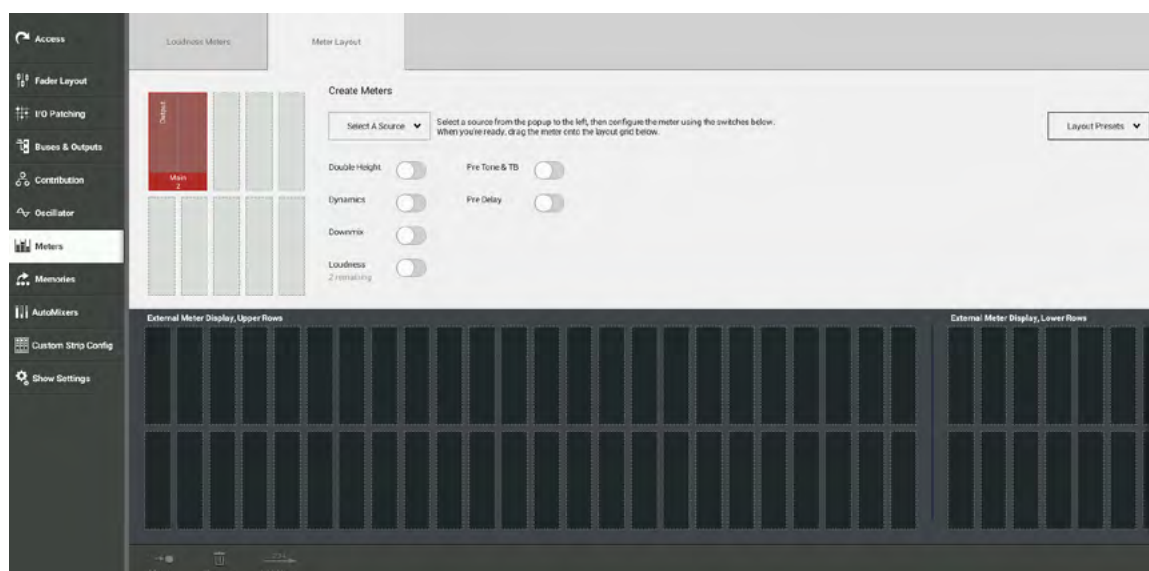 Access
Fader Layout
I/O Patching
Buses & Outputs
Contribution
Oscillator
Meters
Memories
AutoMixers
Custom Strip Config
Show Settings
Loudness Meters
Meter Layout
Output
Main
2
Create Meters
Select A Source
Select a source from the popup to the left, then configure the meter using the switches below.
When you're ready, drag the meter onto the layout grid below.
Layout Presets
Double Height
Pre Tone & TB
Dynamics
Pre Delay
Downmix
Loudness
2 remaining
External Meter Display, Upper Rows
External Meter Display, Lower Rows